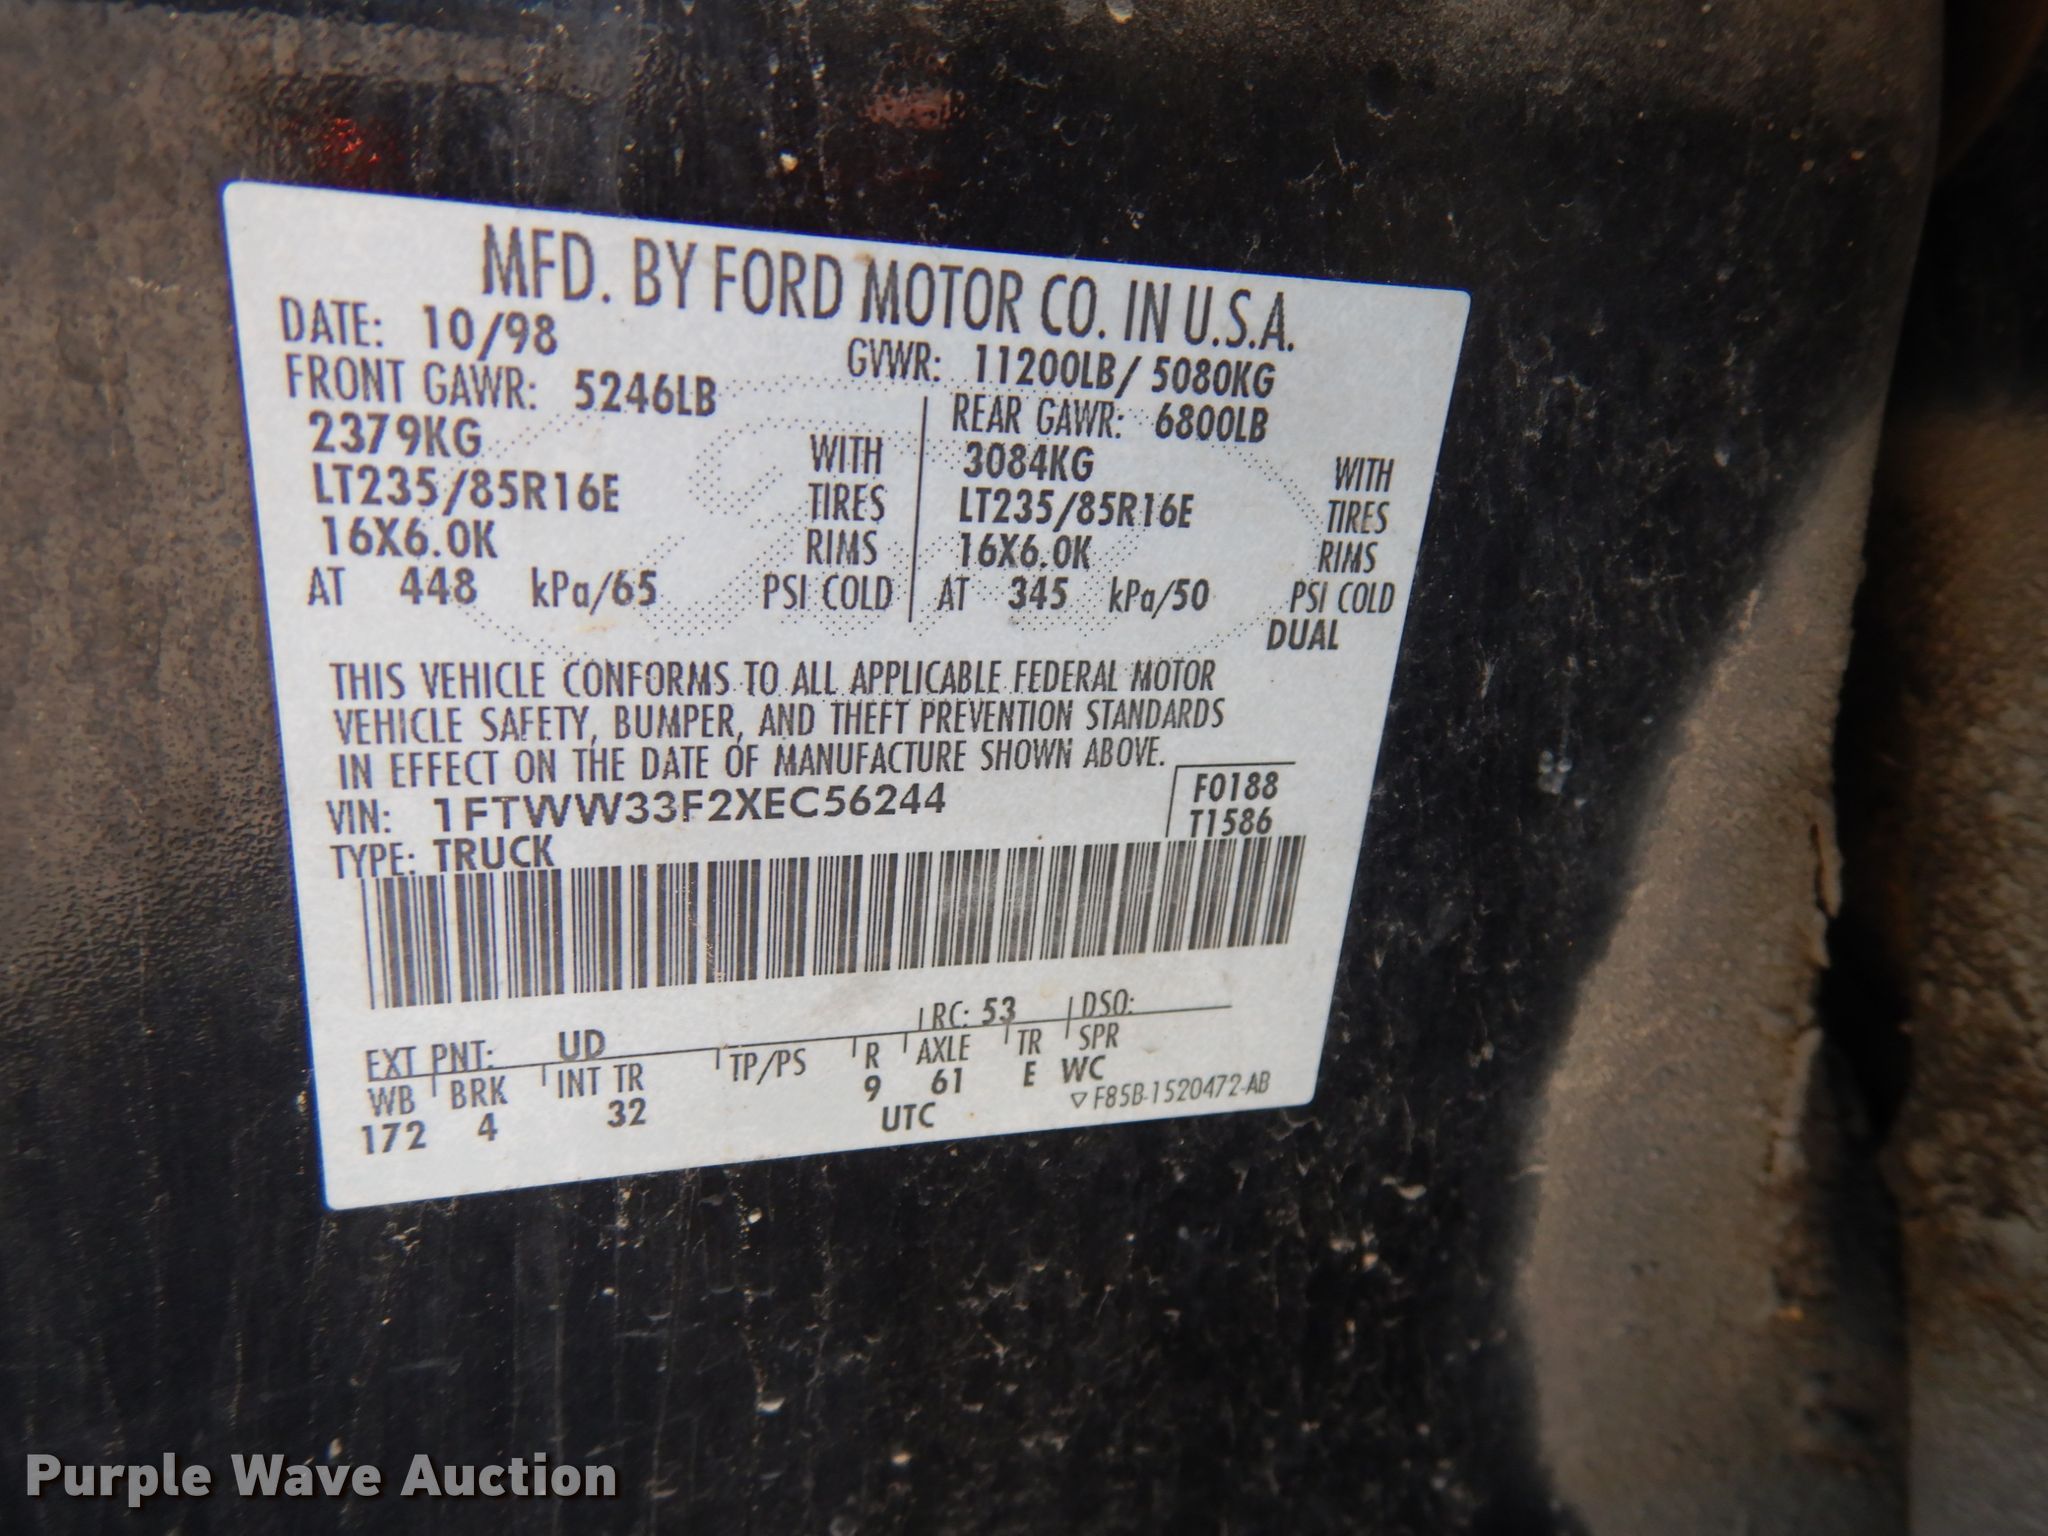 MFD. BY FORD MOTOR CO. IN U.S.A.
DATE: 10/98
GVWR: 11200LB/ 5080KG
FRONT GAWR: 5246LB
2379KG WITH
LT235/85R16E TIRES
16X6.0K RIMS
AT 448 kPa/65 PSI COLD
REAR GAWR: 6800LB
3084KG WITH
LT235/85R16E TIRES
16X6.0K RIMS
AT 345 kPa/50 PSI COLD
DUAL
THIS VEHICLE CONFORMS TO ALL APPLICABLE FEDERAL MOTOR
VEHICLE SAFETY, BUMPER, AND THEFT PREVENTION STANDARDS
IN EFFECT ON THE DATE OF MANUFACTURE SHOWN ABOVE.
VIN: 1FTWW33F2XEC56244
TYPE: TRUCK
F0188
T1586
EXT PNT: UD RC: 53 DSO:
WB BRK INT TR TP/PS R AXLE TR SPR
172 4 32 9 61 E WC
UTC
▽ F85B-1520472-AB
Purple Wave Auction